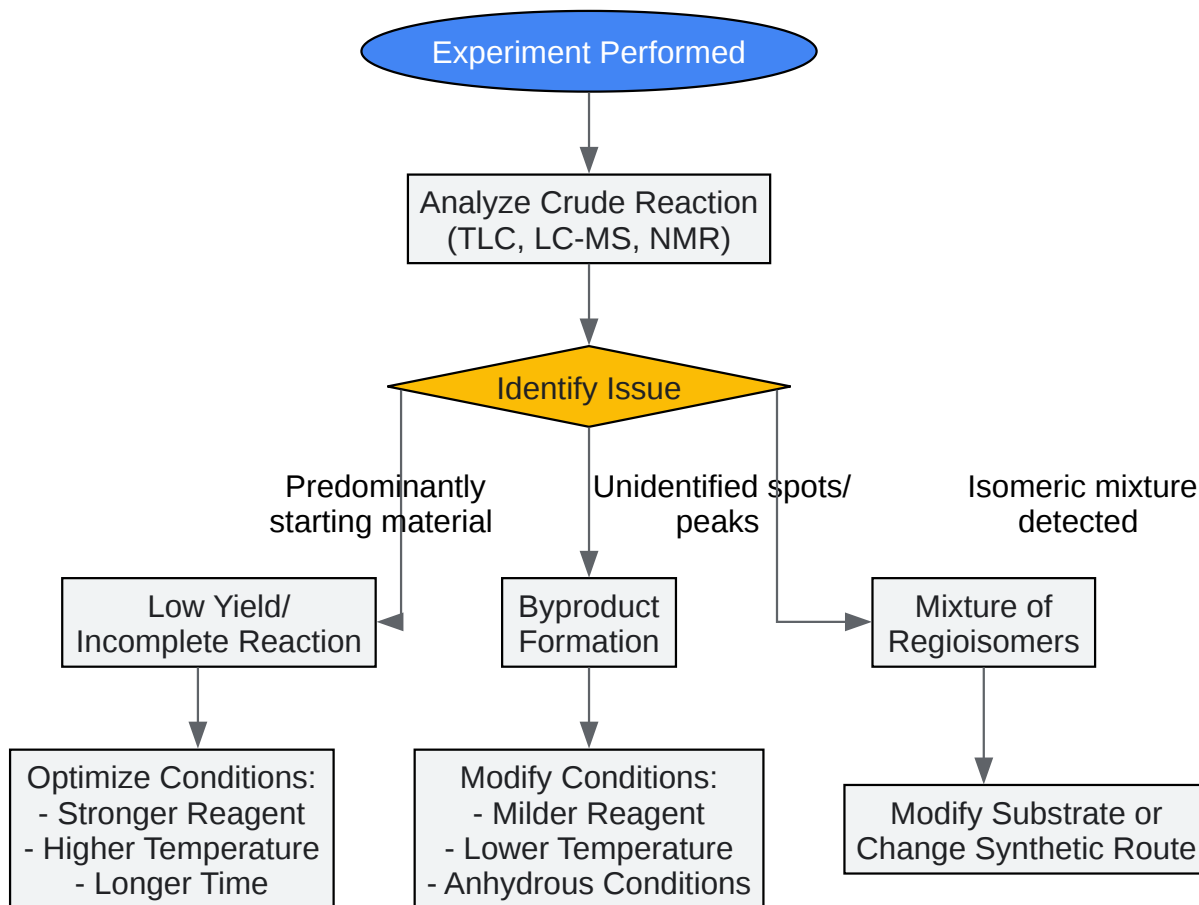 Experiment Performed
Analyze Crude Reaction
(TLC, LC-MS, NMR)
Identify Issue
Predominantly
starting material
Unidentified spots/
peaks
Isomeric mixture
detected
Low Yield/
Incomplete Reaction
Byproduct
Formation
Mixture of
Regioisomers
Optimize Conditions:
- Stronger Reagent
- Higher Temperature
- Longer Time
Modify Conditions:
- Milder Reagent
- Lower Temperature
- Anhydrous Conditions
Modify Substrate or
Change Synthetic Route